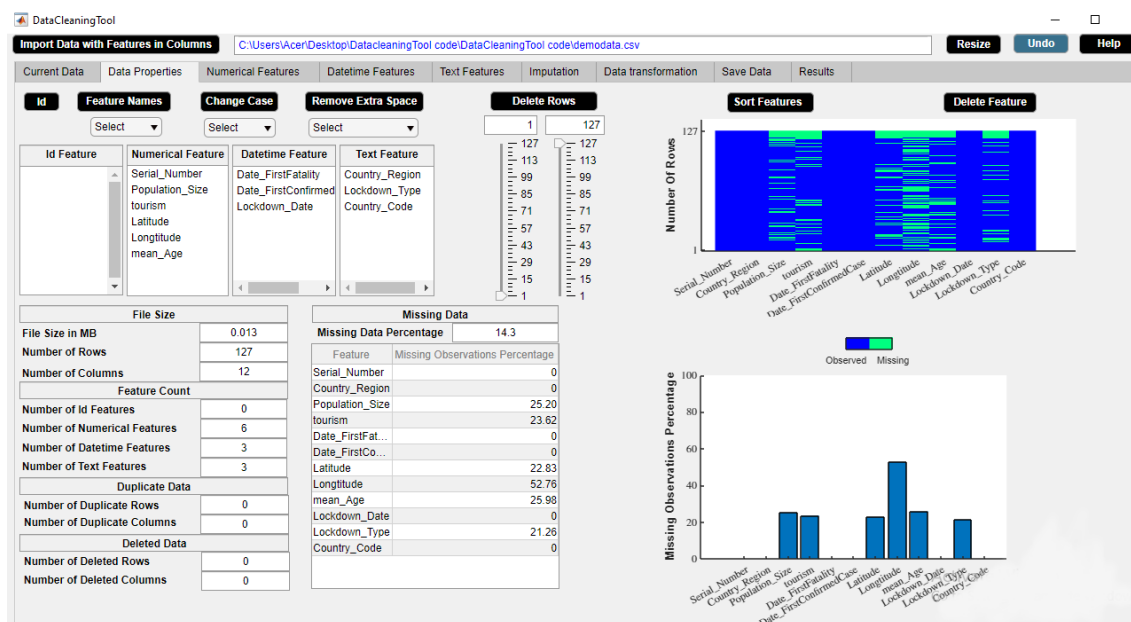 DataCleaningTool
Import Data with Features in Columns C:\Users\Acer\Desktop\DatacleaningTool code\DataCleaningTool code\demodata.csv Resize Undo Help
Current Data Data Properties Numerical Features Datetime Features Text Features Imputation Data transformation Save Data Results
Id Feature Names Change Case Remove Extra Space Delete Rows Sort Features Delete Feature
Select Select Select 1 127
Id Feature Numerical Feature Datetime Feature Text Feature
Serial_Number Date_FirstFatality Country_Region
Population_Size Date_FirstConfirmed Lockdown_Type
tourism Lockdown_Date Country_Code
Latitude
Longtitude
mean_Age
127 127
113 113
99 99
85 85
71 71
57 57
43 43
29 29
15 15
1 1
Number Of Rows
127
1
Serial_Number Country_Region Population_Size tourism Date_FirstFatality Date_FirstConfirmedCase Latitude Longtitude mean_Age Lockdown_Date Lockdown_Type Country_Code
Observed Missing
File Size
File Size in MB 0.013
Number of Rows 127
Number of Columns 12
Feature Count
Number of Id Features 0
Number of Numerical Features 6
Number of Datetime Features 3
Number of Text Features 3
Duplicate Data
Number of Duplicate Rows 0
Number of Duplicate Columns 0
Deleted Data
Number of Deleted Rows 0
Number of Deleted Columns 0
Missing Data
Missing Data Percentage 14.3
Feature Missing Observations Percentage
Serial_Number 0
Country_Region 0
Population_Size 25.20
tourism 23.62
Date_FirstFat... 0
Date_FirstCo... 0
Latitude 22.83
Longtitude 52.76
mean_Age 25.98
Lockdown_Date 0
Lockdown_Type 21.26
Country_Code 0
Missing Observations Percentage
100
80
60
40
20
0
Serial_Number Country_Region Population_Size tourism Date_FirstFatality Date_FirstConfirmedCase Latitude Longtitude mean_Age Lockdown_Date Lockdown_Type Country_Code